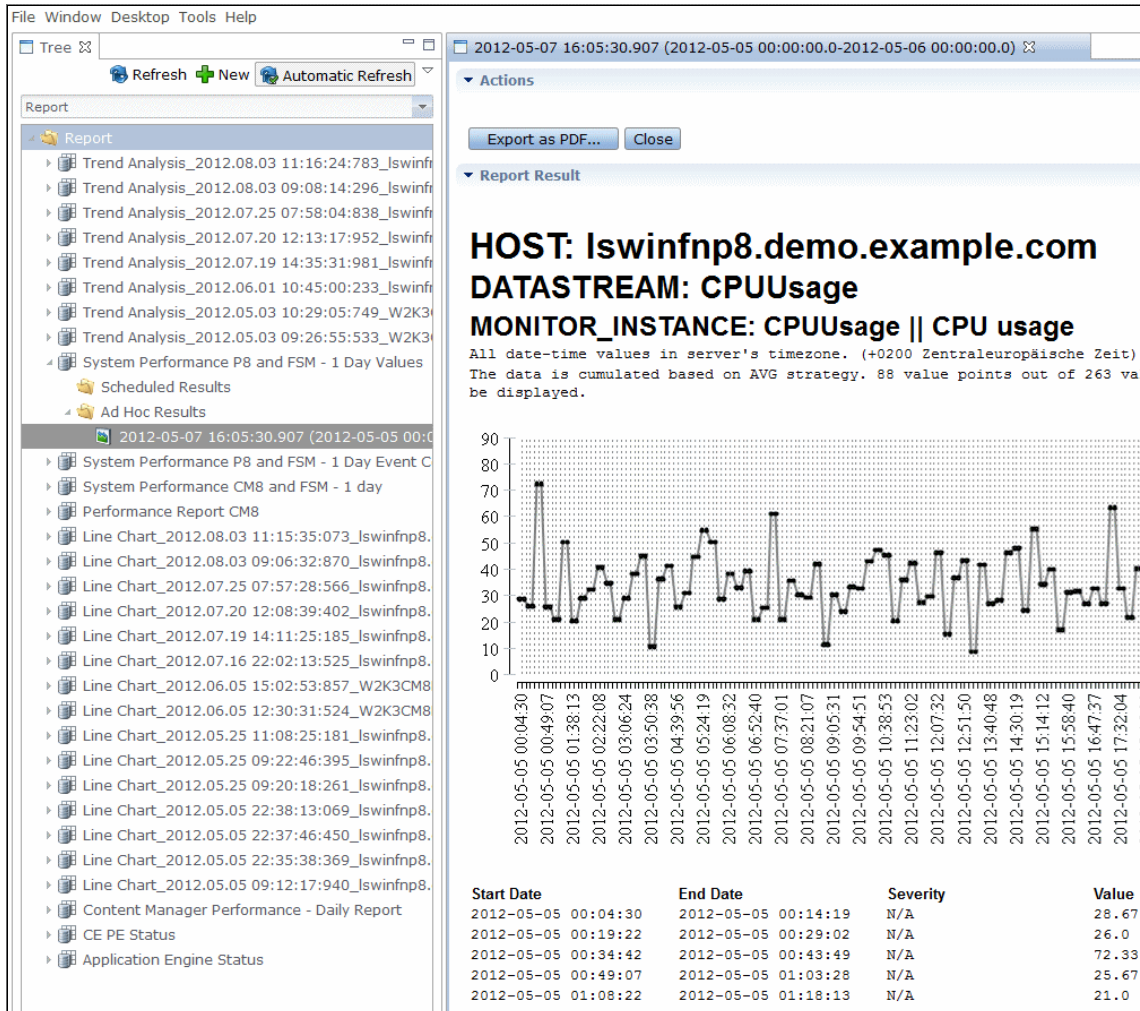 File Window Desktop Tools Help
Tree
Refresh New Automatic Refresh
Report
Report
Trend Analysis_2012.08.03 11:16:24:783_lswinfr
Trend Analysis_2012.08.03 09:08:14:296_lswinfr
Trend Analysis_2012.07.25 07:58:04:838_lswinfr
Trend Analysis_2012.07.20 12:13:17:952_lswinfr
Trend Analysis_2012.07.19 14:35:31:981_lswinfr
Trend Analysis_2012.06.01 10:45:00:233_lswinfr
Trend Analysis_2012.05.03 10:29:05:749_W2K3
Trend Analysis_2012.05.03 09:26:55:533_W2K3
System Performance P8 and FSM - 1 Day Values
Scheduled Results
Ad Hoc Results
2012-05-07 16:05:30.907 (2012-05-05 00:0
System Performance P8 and FSM - 1 Day Event C
System Performance CM8 and FSM - 1 day
Performance Report CM8
Line Chart_2012.08.03 11:15:35:073_lswinfnp8.
Line Chart_2012.08.03 09:06:32:870_lswinfnp8.
Line Chart_2012.07.25 07:57:28:566_lswinfnp8.
Line Chart_2012.07.20 12:08:39:402_lswinfnp8.
Line Chart_2012.07.19 14:11:25:185_lswinfnp8.
Line Chart_2012.07.16 22:02:13:525_lswinfnp8.
Line Chart_2012.06.05 15:02:53:857_W2K3CM8
Line Chart_2012.06.05 12:30:31:524_W2K3CM8
Line Chart_2012.05.25 11:08:25:181_lswinfnp8.
Line Chart_2012.05.25 09:22:46:395_lswinfnp8.
Line Chart_2012.05.25 09:20:18:261_lswinfnp8.
Line Chart_2012.05.05 22:38:13:069_lswinfnp8.
Line Chart_2012.05.05 22:37:46:450_lswinfnp8.
Line Chart_2012.05.05 22:35:38:369_lswinfnp8.
Line Chart_2012.05.05 09:12:17:940_lswinfnp8.
Content Manager Performance - Daily Report
CE PE Status
Application Engine Status
2012-05-07 16:05:30.907 (2012-05-05 00:00:00.0-2012-05-06 00:00:00.0)
Actions
Export as PDF... Close
Report Result
HOST: lswinfnp8.demo.example.com
DATASTREAM: CPUUsage
MONITOR_INSTANCE: CPUUsage || CPU usage
All date-time values in server's timezone. (+0200 Zentraleuropäische Zeit)
The data is cumulated based on AVG strategy. 88 value points out of 263 va
be displayed.
90
80
70
60
50
40
30
20
10
0
2012-05-05 00:04:30
2012-05-05 00:49:07
2012-05-05 01:38:13
2012-05-05 02:22:08
2012-05-05 03:06:24
2012-05-05 03:50:38
2012-05-05 04:39:56
2012-05-05 05:24:19
2012-05-05 06:08:32
2012-05-05 06:52:40
2012-05-05 07:37:01
2012-05-05 08:21:07
2012-05-05 09:05:31
2012-05-05 09:54:51
2012-05-05 10:38:53
2012-05-05 11:23:02
2012-05-05 12:07:32
2012-05-05 12:51:50
2012-05-05 13:40:48
2012-05-05 14:30:19
2012-05-05 15:14:12
2012-05-05 15:58:40
2012-05-05 16:47:37
2012-05-05 17:32:04
Start Date End Date Severity Value
2012-05-05 00:04:30 2012-05-05 00:14:19 N/A 28.67
2012-05-05 00:19:22 2012-05-05 00:29:02 N/A 26.0
2012-05-05 00:34:42 2012-05-05 00:43:49 N/A 72.33
2012-05-05 00:49:07 2012-05-05 01:03:28 N/A 25.67
2012-05-05 01:08:22 2012-05-05 01:18:13 N/A 21.0